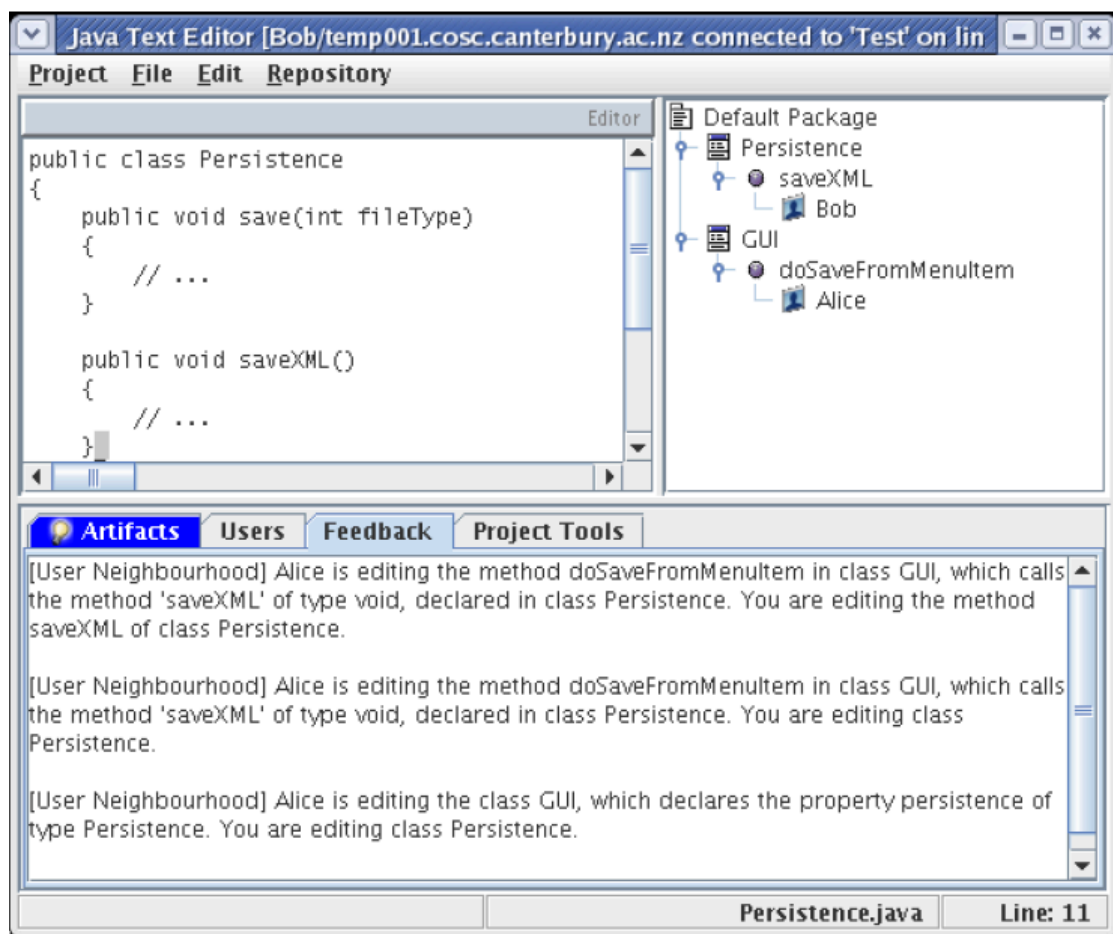 Java Text Editor [Bob/temp001.cosc.canterbury.ac.nz connected to 'Test' on lin
Project File Edit Repository
Editor
public class Persistence
{
public void save(int fileType)
{
// ...
}
public void saveXML()
{
// ...
}
Default Package
Persistence
saveXML
Bob
GUI
doSaveFromMenuItem
Alice
Artifacts Users Feedback Project Tools
[User Neighbourhood] Alice is editing the method doSaveFromMenuItem in class GUI, which calls
the method 'saveXML' of type void, declared in class Persistence. You are editing the method
saveXML of class Persistence.
[User Neighbourhood] Alice is editing the method doSaveFromMenuItem in class GUI, which calls
the method 'saveXML' of type void, declared in class Persistence. You are editing class
Persistence.
[User Neighbourhood] Alice is editing the class GUI, which declares the property persistence of
type Persistence. You are editing class Persistence.
Persistence.java Line: 11